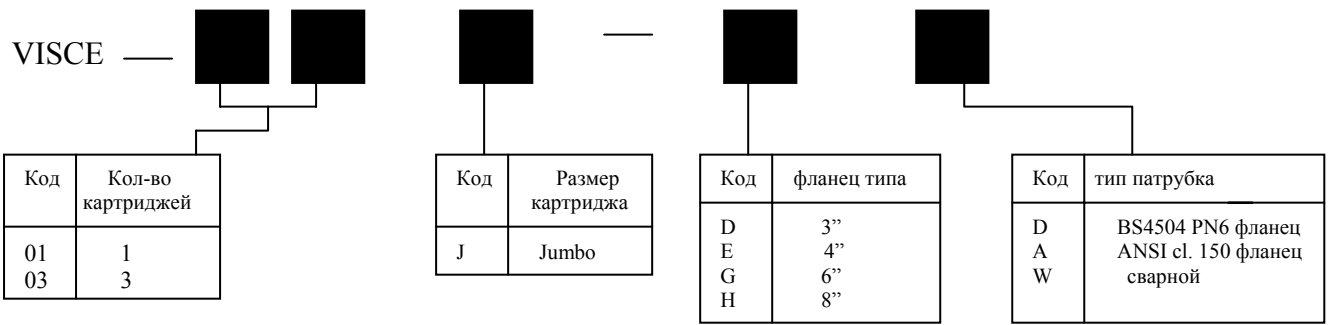 VISCE —
Код Кол-во
картриджей
01 1
03 3
Код Размер
картриджа
J Jumbo
Код фланец типа
D 3”
E 4”
G 6”
H 8”
Код тип патрубка
D BS4504 PN6 фланец
A ANSI cl. 150 фланец
W сварной